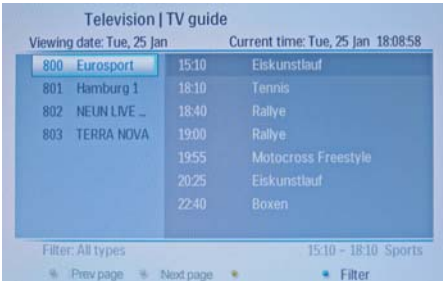 Television | TV guide
Viewing date: Tue, 25 Jan Current time: Tue, 25 Jan 18:08:58
800 Eurosport 15:10 Eiskunstlauf
801 Hamburg 1 18:10 Tennis
802 NEUN LIVE ... 18:40 Rallye
803 TERRA NOVA 19:00 Rallye
19:55 Motocross Freestyle
20:25 Eiskunstlauf
22:40 Boxen
Filter: All types 15:10 - 18:10 Sports
Prev page Next page Filter